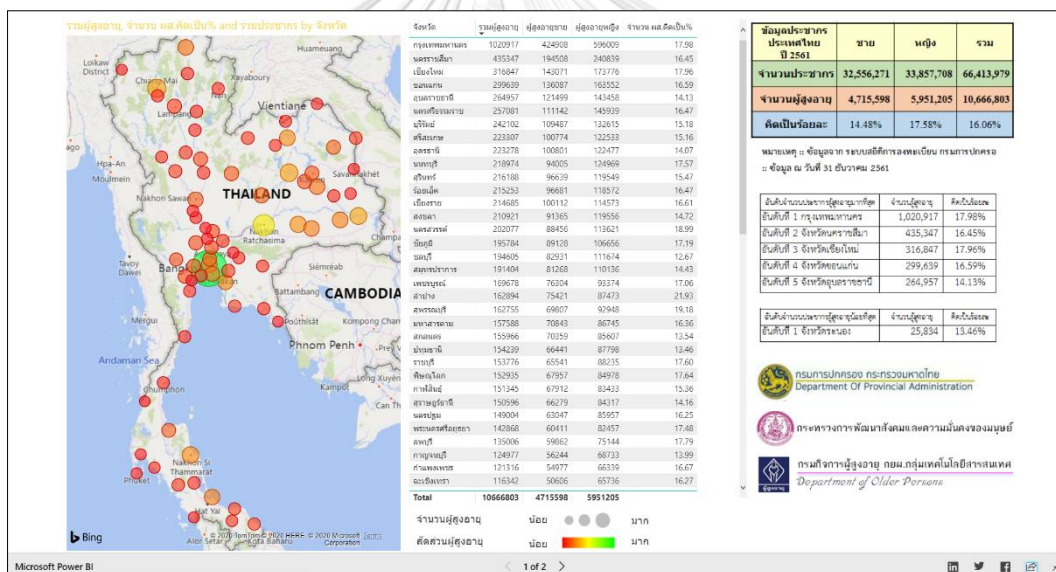 รวมผู้สูงอายุ, จำนวน ผส.คิดเป็น% and รวมประชากร by จังหวัด
Loikaw District
Huameuang
Chiang Mai
Xayaboury
Nan
Lampang
Vientiane
Hpa-An
Moulmein
Savannakhet
Nakhon Sawan
THAILAND
Nakhon Ratchasima
Champa
Tavoy
Dawei
Siĕmréab
Battambang
CAMBODIA
Mergui
Poŭthĭsăt
Kompong Cham
Phnom Penh
Andaman Sea
Long Xuyên
Chumphon
Kampot
Can Th
Nakhon Si Thammarat
Phuket
Hat Yai
Alor Setar
Kota Baharu
Bing
© 2020 TomTom © 2020 HERE, © 2020 Microsoft Corporation Terms
จังหวัด รวมผู้สูงอายุ ผู้สูงอายุชาย ผู้สูงอายุหญิง จำนวน ผส.คิดเป็น%
กรุงเทพมหานคร 1020917 424908 596009 17.98
นครราชสีมา 435347 194508 240839 16.45
เชียงใหม่ 316847 143071 173776 17.96
ขอนแก่น 299639 136087 163552 16.59
อุบลราชธานี 264957 121499 143458 14.13
นครศรีธรรมราช 257081 111142 145939 16.47
บุรีรัมย์ 242102 109487 132615 15.18
ศรีสะเกษ 223307 100774 122533 15.16
อุดรธานี 223278 100801 122477 14.07
นนทบุรี 218974 94005 124969 17.57
สุรินทร์ 216188 96639 119549 15.47
ร้อยเอ็ด 215253 96681 118572 16.47
เชียงราย 214685 100112 114573 16.61
สงขลา 210921 91365 119556 14.72
นครสวรรค์ 202077 88456 113621 18.99
ชัยภูมิ 195784 89128 106656 17.19
ชลบุรี 194605 82931 111674 12.67
สมุทรปราการ 191404 81268 110136 14.43
เพชรบูรณ์ 169678 76304 93374 17.06
ลำปาง 162894 75421 87473 21.93
สุพรรณบุรี 162755 69807 92948 19.18
มหาสารคาม 157588 70843 86745 16.36
สกลนคร 155966 70359 85607 13.54
ปทุมธานี 154239 66441 87798 13.46
ราชบุรี 153776 65541 88235 17.60
พิษณุโลก 152935 67957 84978 17.64
กาฬสินธุ์ 151345 67912 83433 15.36
สุราษฎร์ธานี 150596 66279 84317 14.16
นครปฐม 149004 63047 85957 16.25
พระนครศรีอยุธยา 142868 60411 82457 17.48
ลพบุรี 135006 59862 75144 17.79
กาญจนบุรี 124977 56244 68733 13.99
กำแพงเพชร 121316 54977 66339 16.67
ฉะเชิงเทรา 116342 50606 65736 16.27
Total 10666803 4715598 5951205
จำนวนผู้สูงอายุ น้อย มาก
สัดส่วนผู้สูงอายุ น้อย มาก
ข้อมูลประชากรประเทศไทย ปี 2561 ชาย หญิง รวม
จำนวนประชากร 32,556,271 33,857,708 66,413,979
จำนวนผู้สูงอายุ 4,715,598 5,951,205 10,666,803
คิดเป็นร้อยละ 14.48% 17.58% 16.06%
หมายเหตุ :: ข้อมูลจาก ระบบสถิติการลงทะเบียน กรมการปกครอง
:: ข้อมูล ณ วันที่ 31 ธันวาคม 2561
อันดับจำนวนประชากรผู้สูงอายุมากที่สุด จำนวนผู้สูงอายุ คิดเป็นร้อยละ
อันดับที่ 1 กรุงเทพมหานคร 1,020,917 17.98%
อันดับที่ 2 จังหวัดนครราชสีมา 435,347 16.45%
อันดับที่ 3 จังหวัดเชียงใหม่ 316,847 17.96%
อันดับที่ 4 จังหวัดขอนแก่น 299,639 16.59%
อันดับที่ 5 จังหวัดอุบลราชธานี 264,957 14.13%
อันดับจำนวนประชากรผู้สูงอายุน้อยที่สุด จำนวนผู้สูงอายุ คิดเป็นร้อยละ
อันดับที่ 1 จังหวัดระนอง 25,834 13.46%
กรมการปกครอง กระทรวงมหาดไทย
Department Of Provincial Administration
กระทรวงการพัฒนาสังคมและความมั่นคงของมนุษย์
กรมกิจการผู้สูงอายุ กยผ.กลุ่มเทคโนโลยีสารสนเทศ
Department of Older Persons
Microsoft Power BI
1 of 2